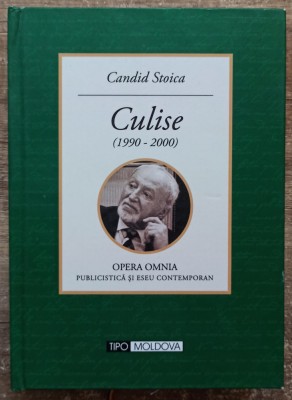 Candid Stoica
Culise
(1990 - 2000)
OPERA OMNIA
PUBLICISTICĂ ȘI ESEU CONTEMPORAN
TIPO MOLDOVA